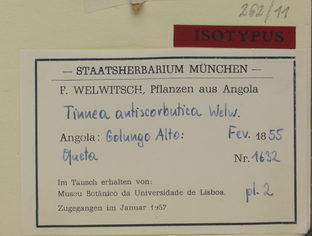 262/11
ISOTYPUS
— STAATSHERBARIUM MÜNCHEN —
F. WELWITSCH, Pflanzen aus Angola
Tinnea antiscorbutica Welw.
Angola: Golungo Alto: Fev. 1855
Queta Nr. 1632
Im Tausch erhalten von:
Museu Botânico da Universidade de Lisboa. pl. 2
Zugegangen im Januar 1957